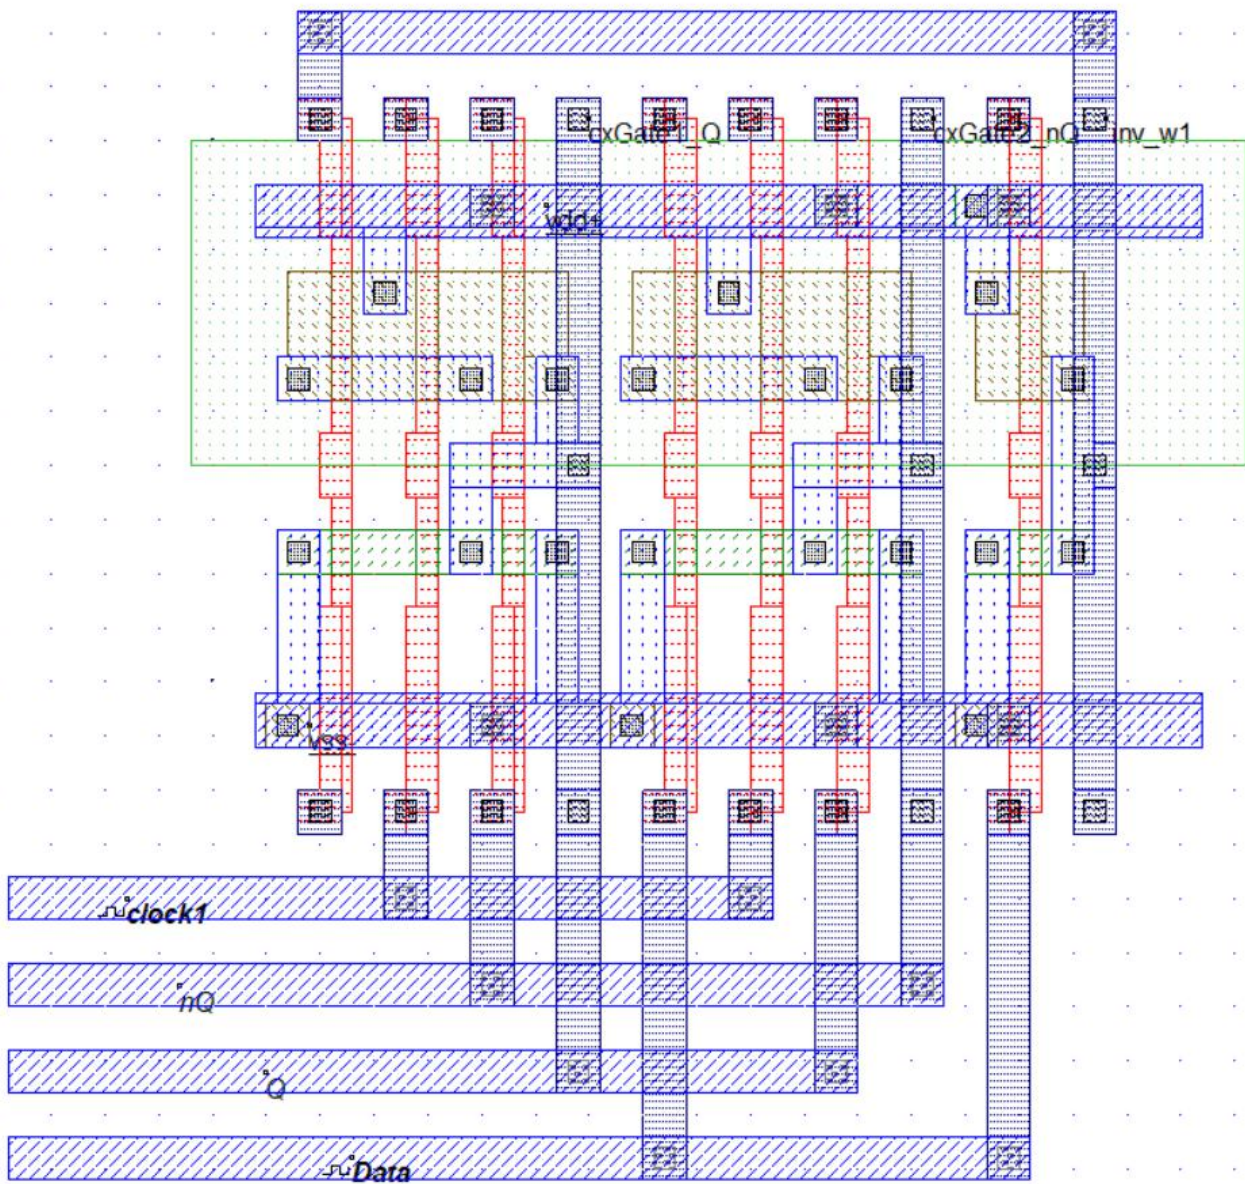 cxGate1_Q
cxGate2_nQ
inv_w1
vdd+
vss-
clock1
nQ
Q
Data